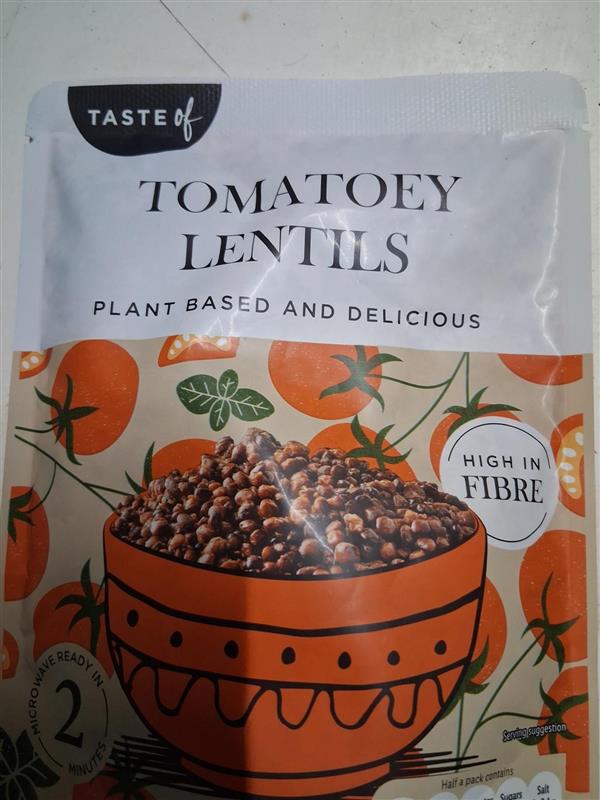 TASTE of
TOMATOEY
LENTILS
PLANT BASED AND DELICIOUS
HIGH IN
FIBRE
MICROWAVE READY IN
2
MINUTES
Serving suggestion
Half a pack contains
Sugars Salt